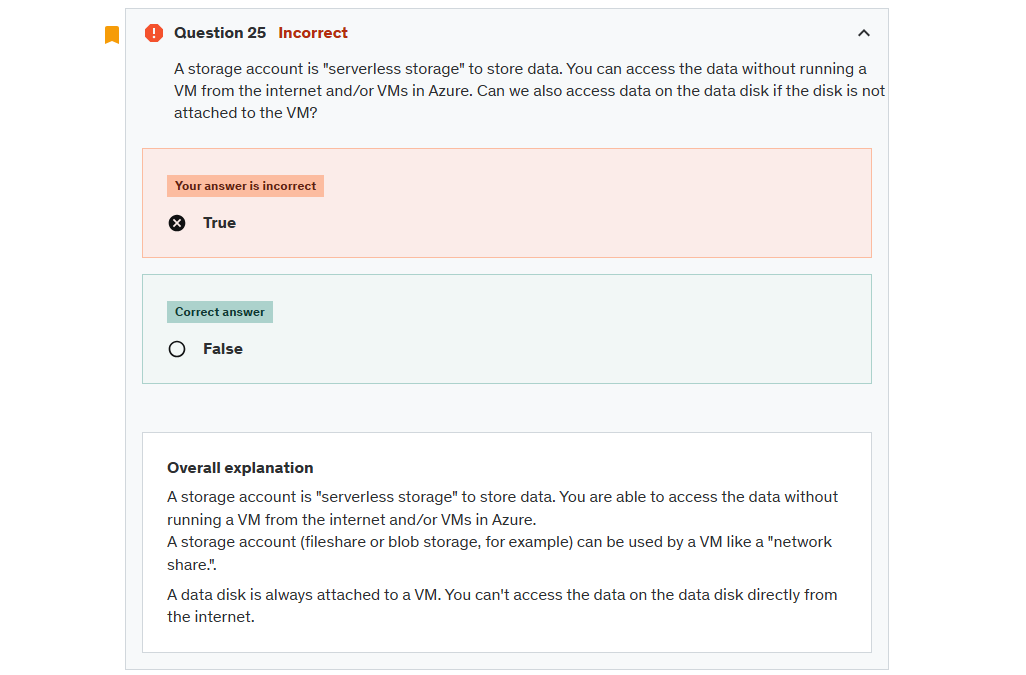 Question 25 Incorrect
A storage account is "serverless storage" to store data. You can access the data without running a
VM from the internet and/or VMs in Azure. Can we also access data on the data disk if the disk is not
attached to the VM?
Your answer is incorrect
True
Correct answer
False
Overall explanation
A storage account is "serverless storage" to store data. You are able to access the data without
running a VM from the internet and/or VMs in Azure.
A storage account (fileshare or blob storage, for example) can be used by a VM like a "network
share.".
A data disk is always attached to a VM. You can't access the data on the data disk directly from
the internet.